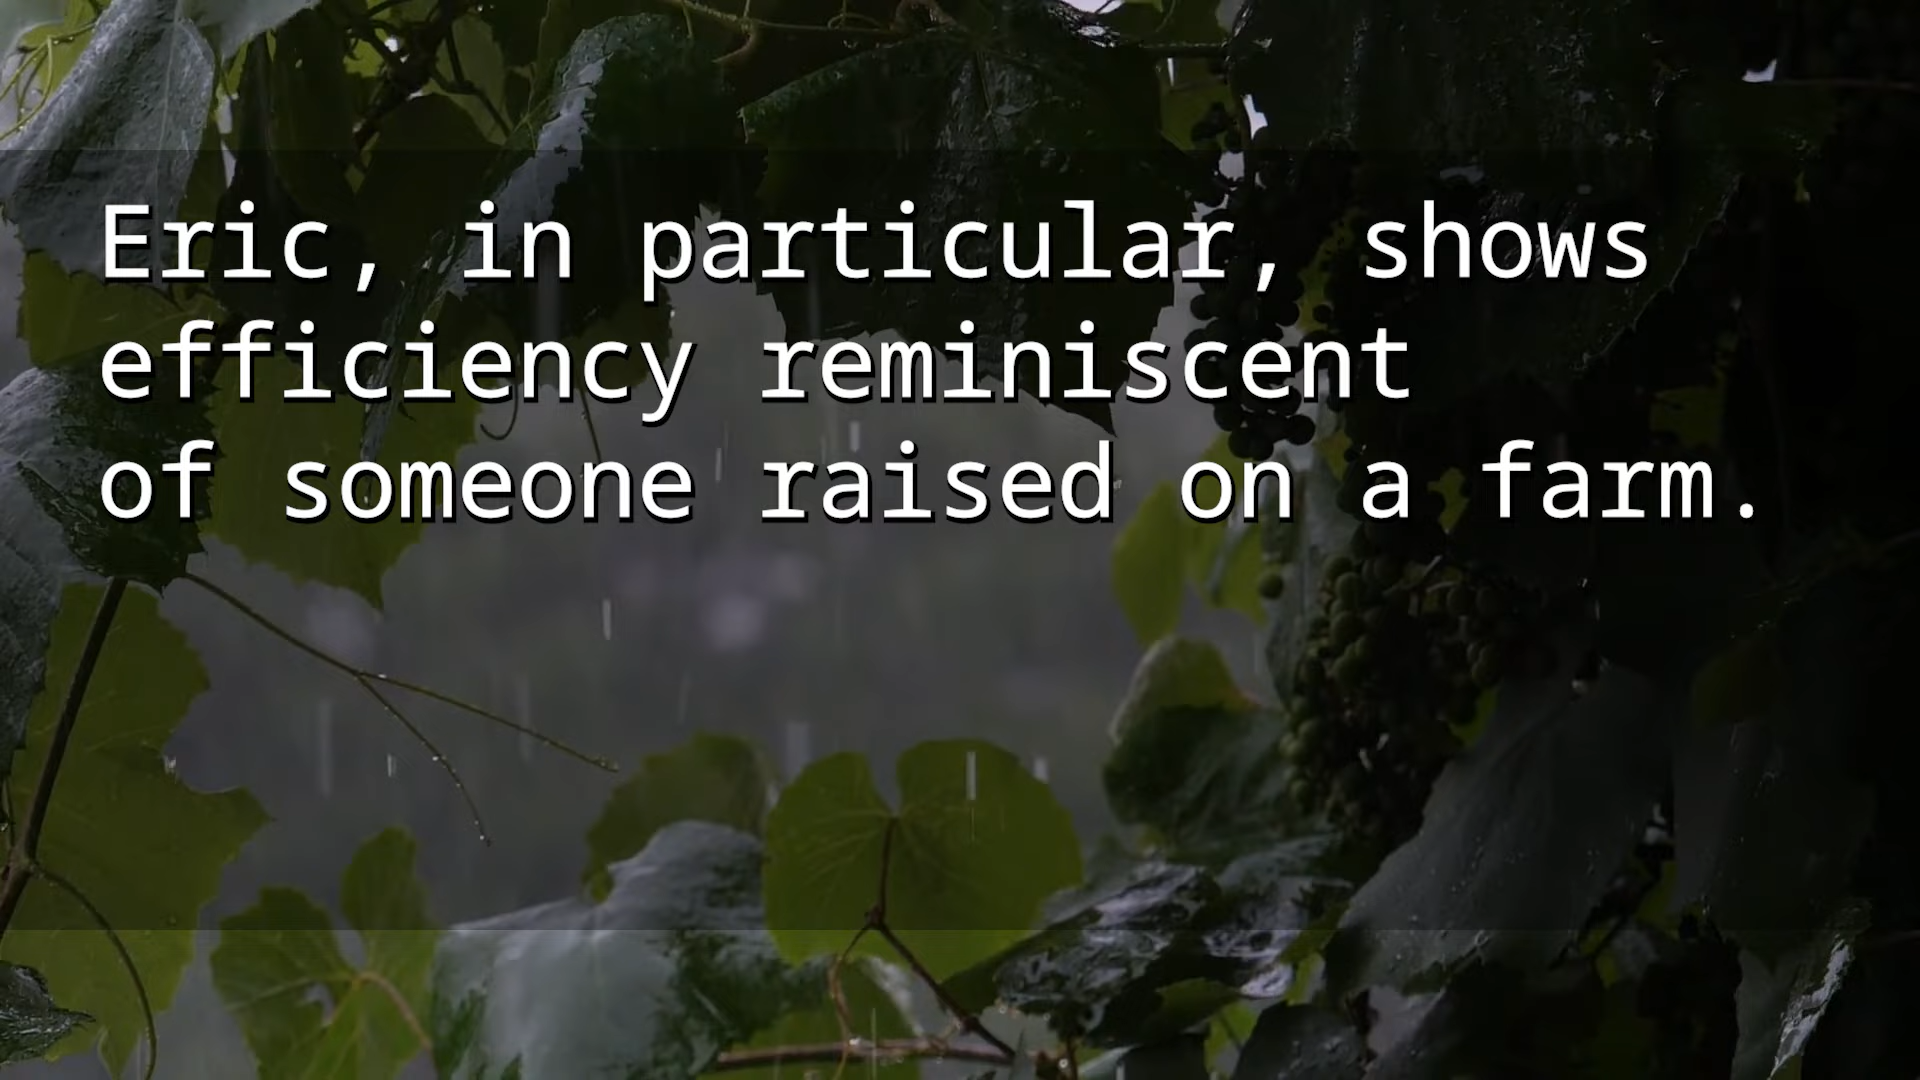 Eric, in particular, shows
efficiency reminiscent
of someone raised on a farm.